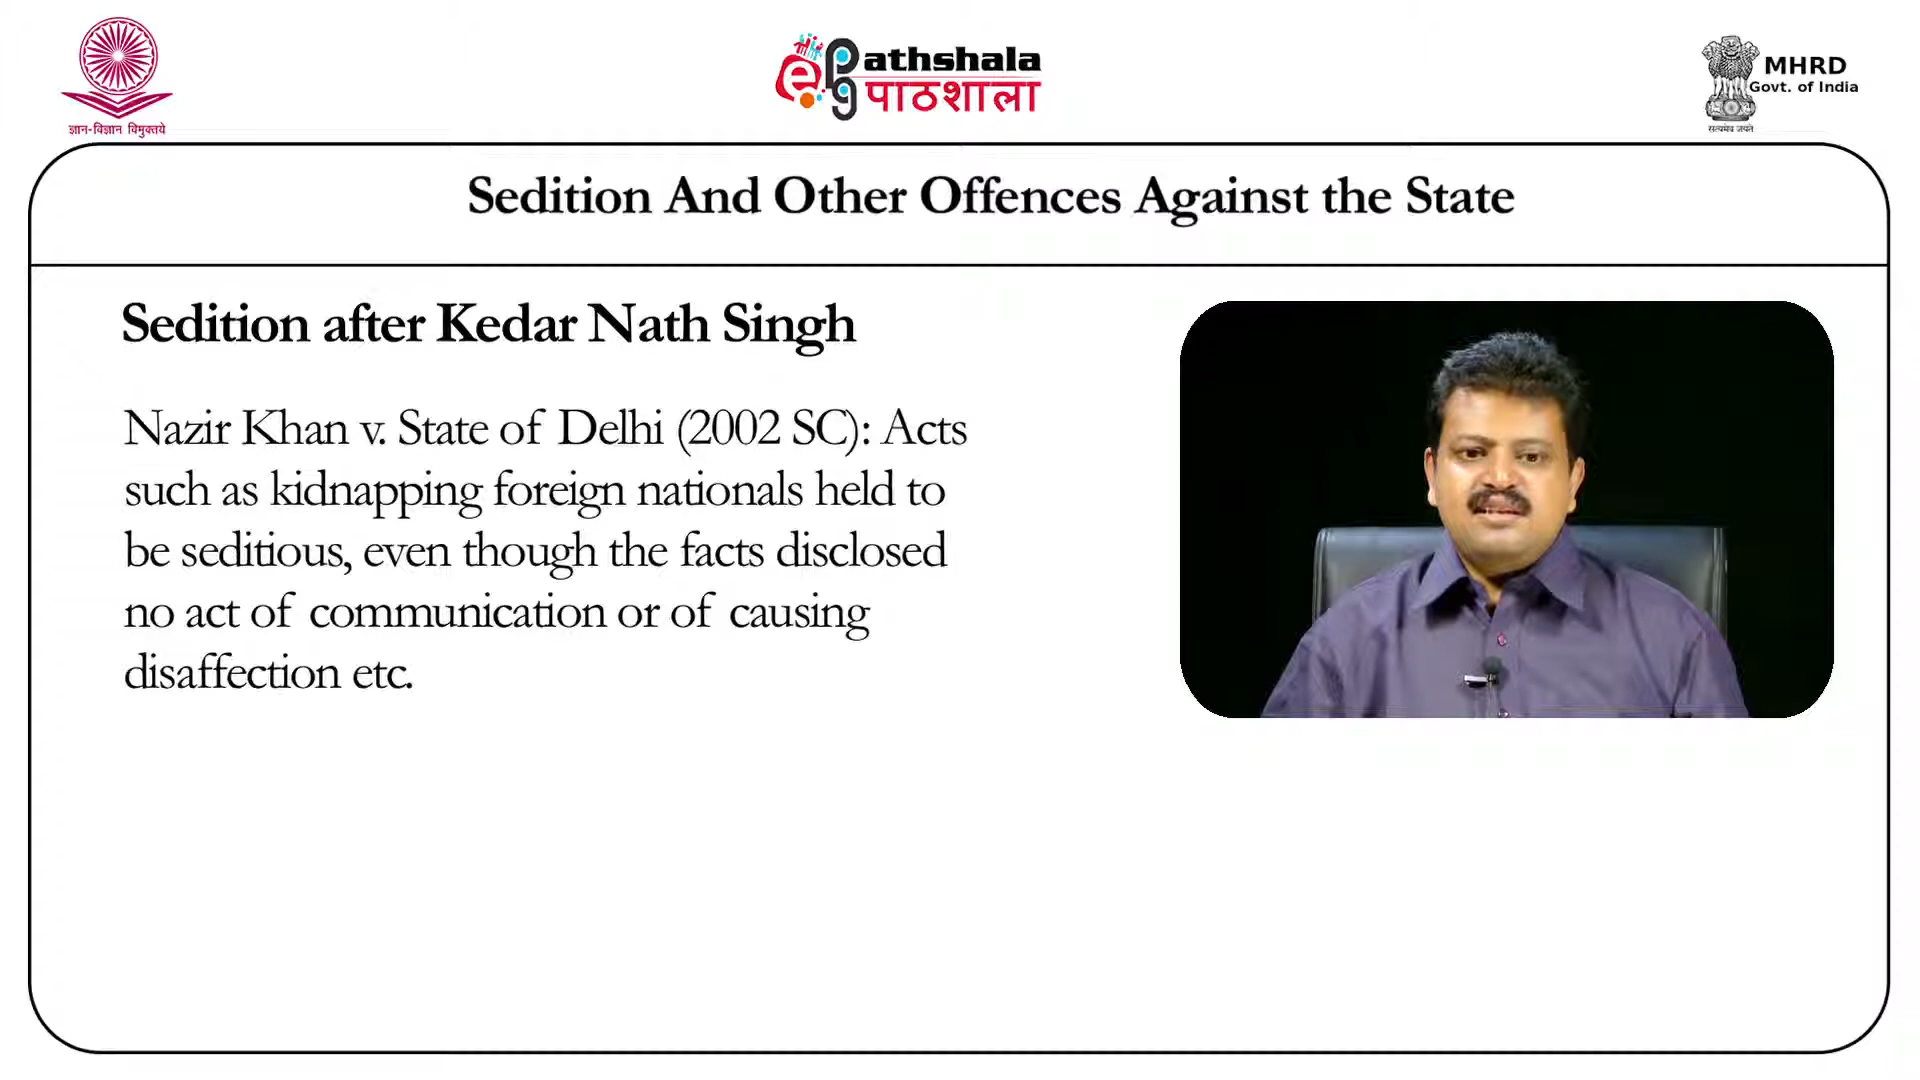 ज्ञान-विज्ञान विमुक्तये
ePg Pathshala
पाठशाला
MHRD
Govt. of India
सत्यमेव जयते
Sedition And Other Offences Against the State
Sedition after Kedar Nath Singh
Nazir Khan v. State of Delhi (2002 SC): Acts
such as kidnapping foreign nationals held to
be seditious, even though the facts disclosed
no act of communication or of causing
disaffection etc.